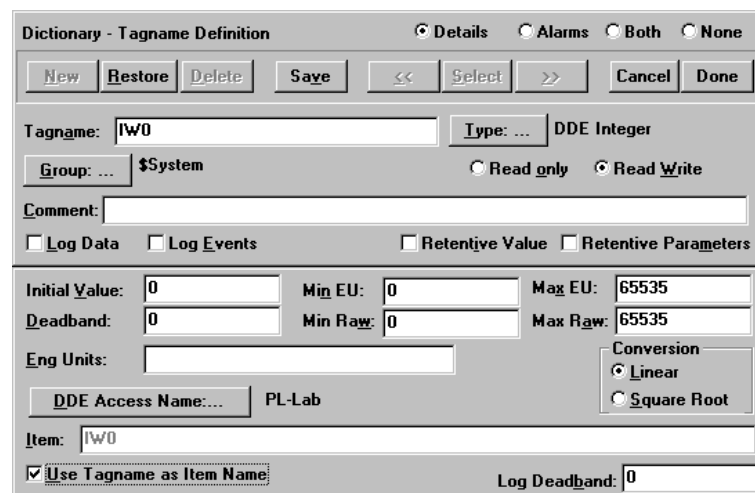 Dictionary - Tagname Definition Details Alarms Both None
New Restore Delete Save << Select >> Cancel Done
Tagname: IW0 Type: ... DDE Integer
Group: ... $System Read only Read Write
Comment:
Log Data Log Events Retentive Value Retentive Parameters
Initial Value: 0 Min EU: 0 Max EU: 65535
Deadband: 0 Min Raw: 0 Max Raw: 65535
Eng Units: Conversion
Linear
DDE Access Name:... PL-Lab Square Root
Item: IW0
Use Tagname as Item Name Log Deadband: 0